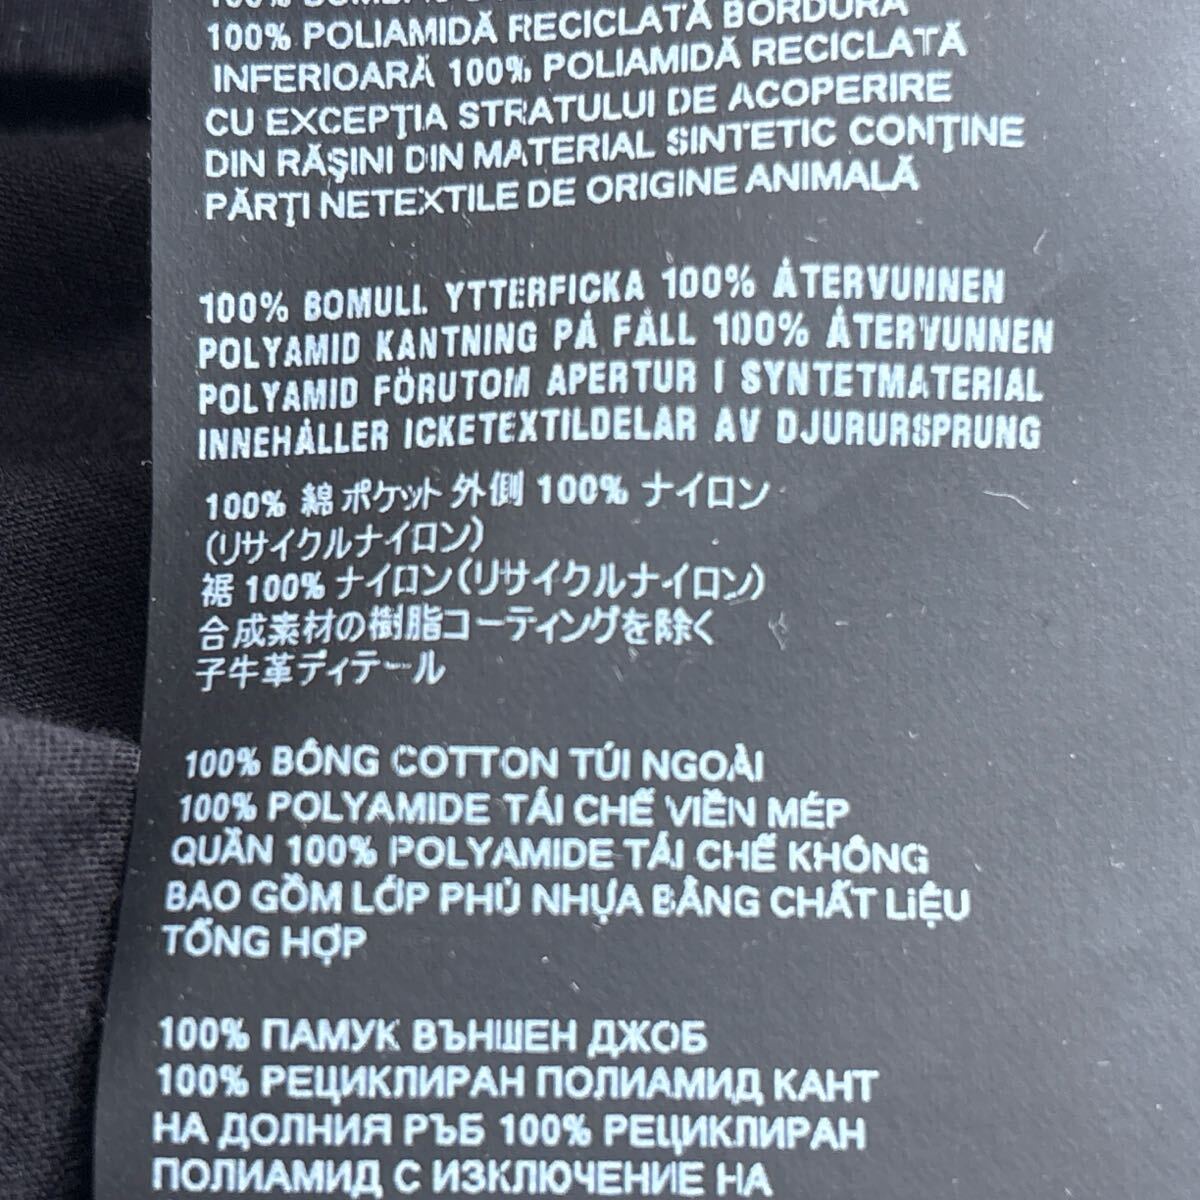 100% POLIAMIDĂ RECICLATĂ BORDURĂ
INFERIOARĂ 100% POLIAMIDĂ RECICLATĂ
CU EXCEPŢIA STRATULUI DE ACOPERIRE
DIN RĂŞINI DIN MATERIAL SINTETIC CONŢINE
PĂRŢI NETEXTILE DE ORIGINE ANIMALĂ
100% BOMULL YTTERFICKA 100% ÅTERVUNNEN
POLYAMID KANTNING PÅ FÅLL 100% ÅTERVUNNEN
POLYAMID FÖRUTOM APERTUR I SYNTETMATERIAL
INNEHÅLLER ICKETEXTILDELAR AV DJURURSPRUNG
100% 綿 ポケット 外側 100% ナイロン
(リサイクルナイロン)
裾 100% ナイロン(リサイクルナイロン)
合成素材の樹脂コーティングを除く
子牛革ディテール
100% BÔNG COTTON TÚI NGOÀI
100% POLYAMIDE TÁI CHẾ VIỀN MÉP
QUẦN 100% POLYAMIDE TÁI CHẾ KHÔNG
BAO GỒM LỚP PHỦ NHỰA BẰNG CHẤT LIỆU
TỔNG HỢP
100% ПАМУК ВЪНШЕН ДЖОБ
100% РЕЦИКЛИРАН ПОЛИАМИД КАНТ
НА ДОЛНИЯ РЪБ 100% РЕЦИКЛИРАН
ПОЛИАМИД С ИЗКЛЮЧЕНИЕ НА